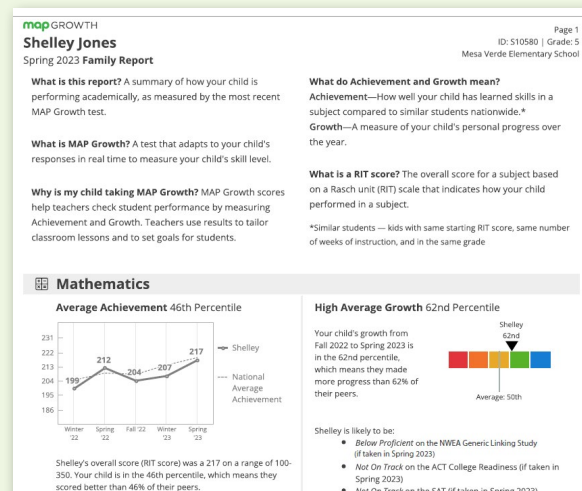 map GROWTH
Shelley Jones
Spring 2023 Family Report
Page 1
ID: S10580 | Grade: 5
Mesa Verde Elementary School
What is this report? A summary of how your child is
performing academically, as measured by the most recent
MAP Growth test.
What is MAP Growth? A test that adapts to your child's
responses in real time to measure your child's skill level.
Why is my child taking MAP Growth? MAP Growth scores
help teachers check student performance by measuring
Achievement and Growth. Teachers use results to tailor
classroom lessons and to set goals for students.
What do Achievement and Growth mean?
Achievement—How well your child has learned skills in a
subject compared to similar students nationwide.*
Growth—A measure of your child's personal progress over
the year.
What is a RIT score? The overall score for a subject based
on a Rasch unit (RIT) scale that indicates how your child
performed in a subject.
*Similar students — kids with same starting RIT score, same number
of weeks of instruction, and in the same grade
Mathematics
Average Achievement 46th Percentile
231
222
213
204
195
186
199
212
204
207
217
Winter '22
Spring '22
Fall '22
Winter '23
Spring '23
Shelley
National
Average
Achievement
Shelley's overall score (RIT score) was a 217 on a range of 100-
350. Your child is in the 46th percentile, which means they
scored better than 46% of their peers.
High Average Growth 62nd Percentile
Your child's growth from
Fall 2022 to Spring 2023 is
in the 62nd percentile,
which means they made
more progress than 62% of
their peers.
Shelley
62nd
Average: 50th
Shelley is likely to be:
• Below Proficient on the NWEA Generic Linking Study
(if taken in Spring 2023)
• Not On Track on the ACT College Readiness (if taken in
Spring 2023)
• Not On Track on the SAT (if taken in Spring 2023)